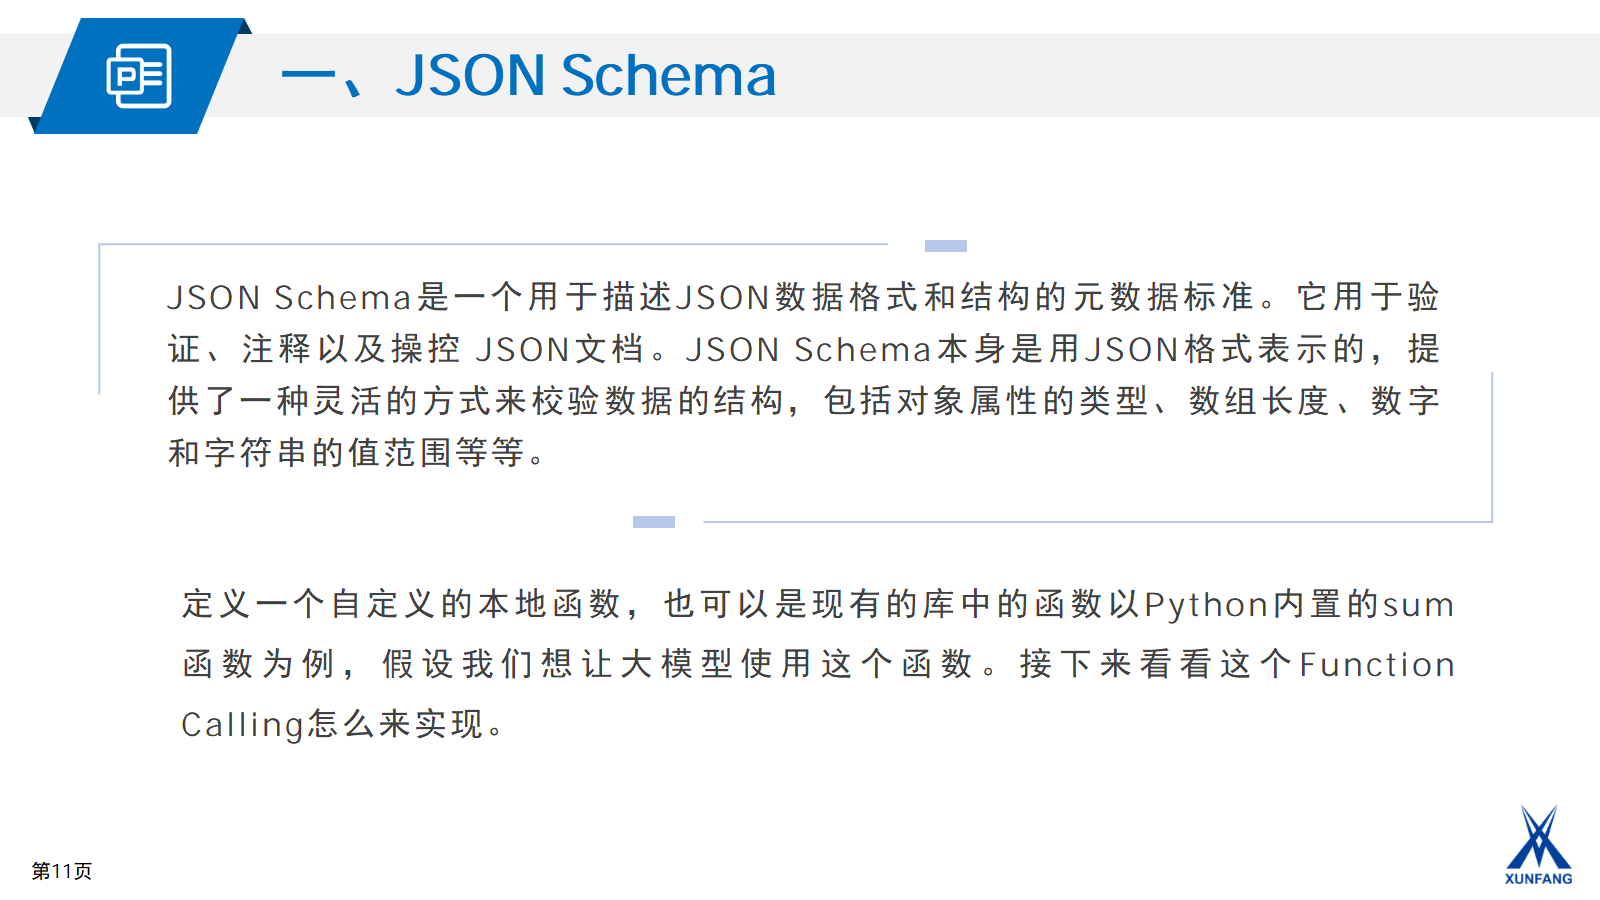 一、JSON Schema
JSON Schema是一个用于描述JSON数据格式和结构的元数据标准。它用于验
证、注释以及操控 JSON文档。JSON Schema本身是用JSON格式表示的，提
供了一种灵活的方式来校验数据的结构，包括对象属性的类型、数组长度、数字
和字符串的值范围等等。
定义一个自定义的本地函数，也可以是现有的库中的函数以Python内置的sum
函数为例，假设我们想让大模型使用这个函数。接下来看看这个Function
Calling怎么来实现。
第11页
XUNFANG